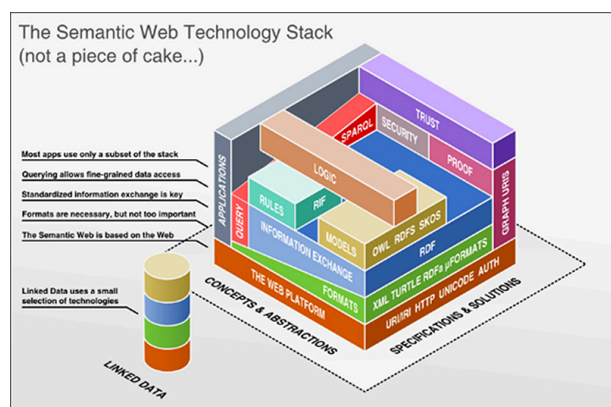 The Semantic Web Technology Stack
(not a piece of cake...)
Most apps use only a subset of the stack
Querying allows fine-grained data access
Standardized information exchange is key
Formats are necessary, but not too important
The Semantic Web is based on the Web
Linked Data uses a small
selection of technologies
LINKED DATA
APPLICATIONS
QUERY
SPARQL
SECURITY
TRUST
PROOF
GRAPH URIS
LOGIC
RULES
RIF
MODELS
OWL RDFS SKOS
INFORMATION EXCHANGE
RDF
FORMATS
XML TURTLE RDFa µFORMATS
THE WEB PLATFORM
URI/IRI HTTP UNICODE AUTH
CONCEPTS & ABSTRACTIONS
SPECIFICATIONS & SOLUTIONS